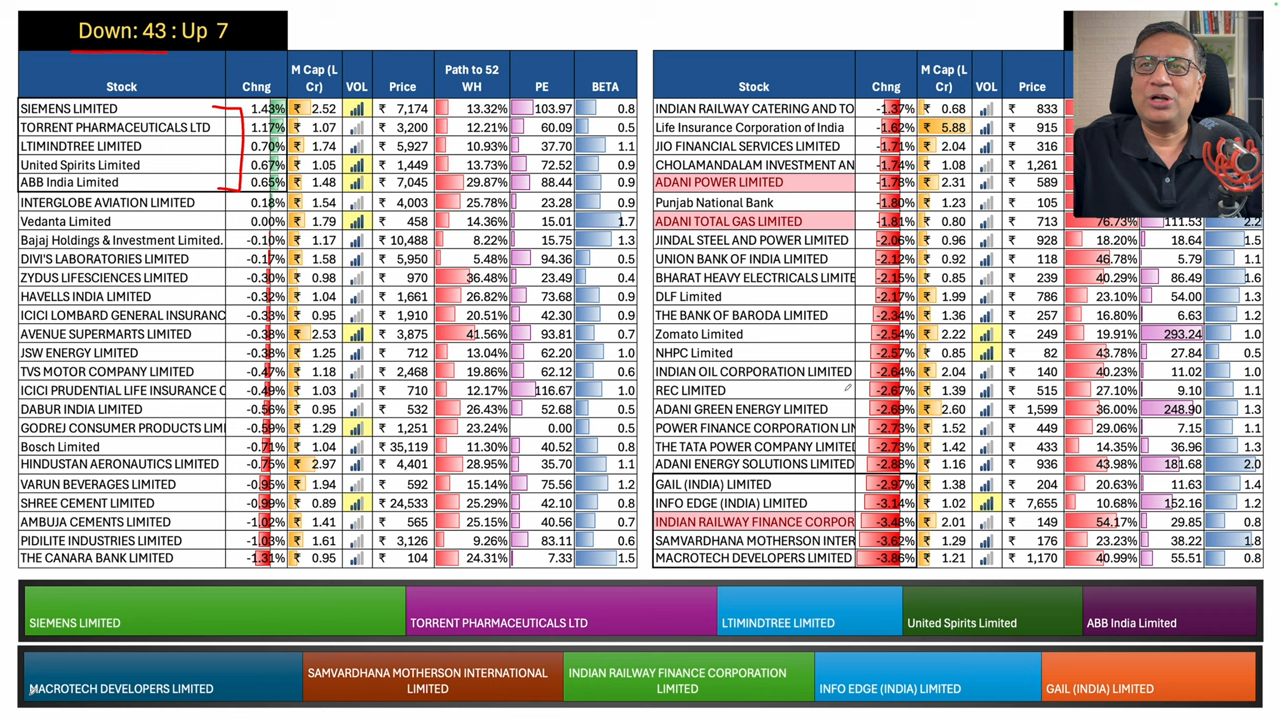 Down: 43 : Up 7
Stock Chng M Cap (L Cr) VOL Price Path to 52 WH PE BETA
SIEMENS LIMITED 1.43% ₹ 2.52 ₹ 7,174 13.32% 103.97 0.8
TORRENT PHARMACEUTICALS LTD 1.17% ₹ 1.07 ₹ 3,200 12.21% 60.09 0.5
LTIMINDTREE LIMITED 0.70% ₹ 1.74 ₹ 5,927 10.93% 37.70 1.1
United Spirits Limited 0.67% ₹ 1.05 ₹ 1,449 13.73% 72.52 0.9
ABB India Limited 0.65% ₹ 1.48 ₹ 7,045 29.87% 88.44 0.9
INTERGLOBE AVIATION LIMITED 0.18% ₹ 1.54 ₹ 4,003 25.78% 23.28 0.9
Vedanta Limited 0.00% ₹ 1.79 ₹ 458 14.36% 15.01 1.7
Bajaj Holdings & Investment Limited. -0.10% ₹ 1.17 ₹ 10,488 8.22% 15.75 1.3
DIVI'S LABORATORIES LIMITED -0.17% ₹ 1.58 ₹ 5,950 5.48% 94.36 0.5
ZYDUS LIFESCIENCES LIMITED -0.30% ₹ 0.98 ₹ 970 36.48% 23.49 0.4
HAVELLS INDIA LIMITED -0.32% ₹ 1.04 ₹ 1,661 26.82% 73.68 0.9
ICICI LOMBARD GENERAL INSURANC -0.33% ₹ 0.95 ₹ 1,910 20.51% 42.30 0.9
AVENUE SUPERMARTS LIMITED -0.38% ₹ 2.53 ₹ 3,875 41.56% 93.81 0.7
JSW ENERGY LIMITED -0.38% ₹ 1.25 ₹ 712 13.04% 62.20 1.0
TVS MOTOR COMPANY LIMITED -0.47% ₹ 1.18 ₹ 2,468 19.86% 62.12 0.6
ICICI PRUDENTIAL LIFE INSURANCE C -0.49% ₹ 1.03 ₹ 710 12.17% 116.67 1.0
DABUR INDIA LIMITED -0.56% ₹ 0.95 ₹ 532 26.43% 52.68 0.5
GODREJ CONSUMER PRODUCTS LIMI -0.59% ₹ 1.29 ₹ 1,251 23.24% 0.00 0.5
Bosch Limited -0.71% ₹ 1.04 ₹ 35,119 11.30% 40.52 0.8
HINDUSTAN AERONAUTICS LIMITED -0.75% ₹ 2.97 ₹ 4,401 28.95% 35.70 1.1
VARUN BEVERAGES LIMITED -0.95% ₹ 1.94 ₹ 592 15.14% 75.56 1.2
SHREE CEMENT LIMITED -0.99% ₹ 0.89 ₹ 24,533 25.29% 42.10 0.8
AMBUJA CEMENTS LIMITED -1.02% ₹ 1.41 ₹ 565 25.15% 40.56 0.7
PIDILITE INDUSTRIES LIMITED -1.03% ₹ 1.61 ₹ 3,126 9.26% 83.11 0.6
THE CANARA BANK LIMITED -1.31% ₹ 0.95 ₹ 104 24.31% 7.33 1.5
Stock Chng M Cap (L Cr) VOL Price
INDIAN RAILWAY CATERING AND TO -1.37% ₹ 0.68 ₹ 833
Life Insurance Corporation of India -1.62% ₹ 5.88 ₹ 915
JIO FINANCIAL SERVICES LIMITED -1.71% ₹ 2.04 ₹ 316
CHOLAMANDALAM INVESTMENT AN -1.74% ₹ 1.08 ₹ 1,261
ADANI POWER LIMITED -1.78% ₹ 2.31 ₹ 589
Punjab National Bank -1.80% ₹ 1.23 ₹ 105
ADANI TOTAL GAS LIMITED -1.81% ₹ 0.80 ₹ 713 76.73% 111.53 2.2
JINDAL STEEL AND POWER LIMITED -2.06% ₹ 0.96 ₹ 928 18.20% 18.64 1.5
UNION BANK OF INDIA LIMITED -2.12% ₹ 0.92 ₹ 118 46.78% 5.79 1.1
BHARAT HEAVY ELECTRICALS LIMITE -2.15% ₹ 0.85 ₹ 239 40.29% 86.49 1.6
DLF Limited -2.17% ₹ 1.99 ₹ 786 23.10% 54.00 1.3
THE BANK OF BARODA LIMITED -2.34% ₹ 1.36 ₹ 257 16.80% 6.63 1.2
Zomato Limited -2.54% ₹ 2.22 ₹ 249 19.91% 293.24 1.2
NHPC Limited -2.57% ₹ 0.85 ₹ 82 43.78% 27.84 0.5
INDIAN OIL CORPORATION LIMITED -2.64% ₹ 2.04 ₹ 140 40.23% 11.02 1.0
REC LIMITED -2.67% ₹ 1.39 ₹ 515 27.10% 9.10 1.1
ADANI GREEN ENERGY LIMITED -2.69% ₹ 2.60 ₹ 1,599 36.00% 248.90 1.3
POWER FINANCE CORPORATION LIN -2.73% ₹ 1.52 ₹ 449 29.06% 7.15 1.1
THE TATA POWER COMPANY LIMITED -2.73% ₹ 1.42 ₹ 433 14.35% 36.96 1.3
ADANI ENERGY SOLUTIONS LIMITED -2.88% ₹ 1.16 ₹ 936 43.98% 181.68 2.0
GAIL (INDIA) LIMITED -2.97% ₹ 1.38 ₹ 204 20.63% 11.63 1.4
INFO EDGE (INDIA) LIMITED -3.14% ₹ 1.02 ₹ 7,655 10.68% 152.16 1.2
INDIAN RAILWAY FINANCE CORPOR -3.48% ₹ 2.01 ₹ 149 54.17% 29.85 0.8
SAMVARDHANA MOTHERSON INTER -3.62% ₹ 1.29 ₹ 176 23.23% 38.22 1.8
MACROTECH DEVELOPERS LIMITED -3.86% ₹ 1.21 ₹ 1,170 40.99% 55.51 0.8
SIEMENS LIMITED TORRENT PHARMACEUTICALS LTD LTIMINDTREE LIMITED United Spirits Limited ABB India Limited
MACROTECH DEVELOPERS LIMITED SAMVARDHANA MOTHERSON INTERNATIONAL LIMITED INDIAN RAILWAY FINANCE CORPORATION LIMITED INFO EDGE (INDIA) LIMITED GAIL (INDIA) LIMITED